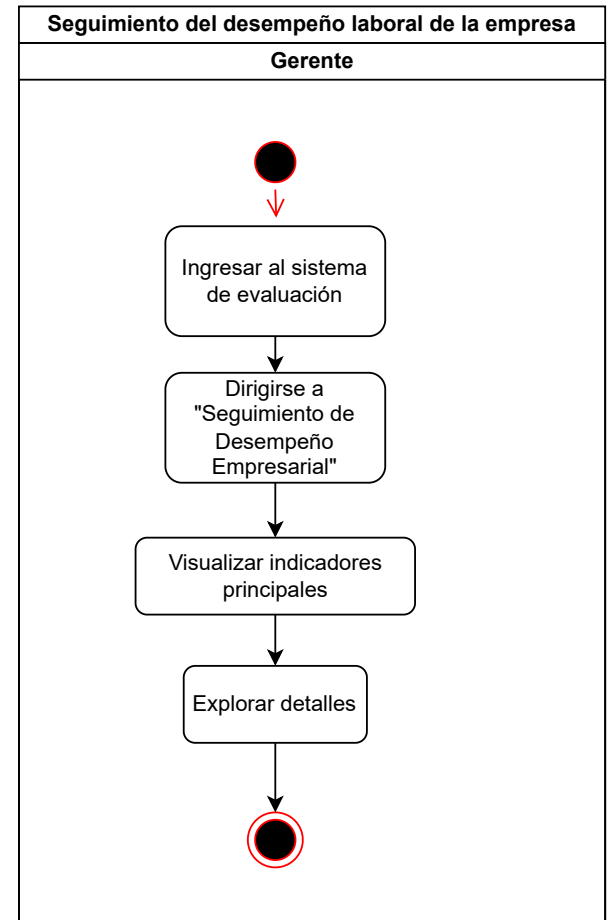 Seguimiento del desempeño laboral de la empresa
Gerente
Ingresar al sistema
de evaluación
Dirigirse a
"Seguimiento de
Desempeño
Empresarial"
Visualizar indicadores
principales
Explorar detalles